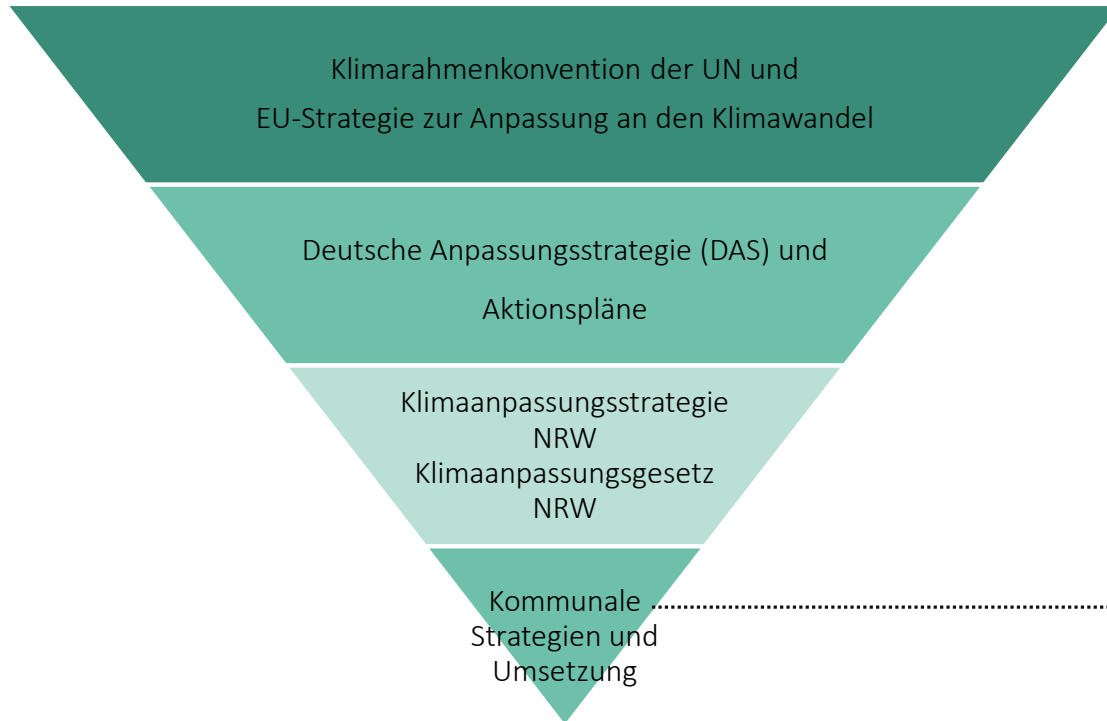 Klimarahmenkonvention der UN und
EU-Strategie zur Anpassung an den Klimawandel
Deutsche Anpassungsstrategie (DAS) und
Aktionspläne
Klimaanpassungsstrategie
NRW
Klimaanpassungsgesetz
NRW
Kommunale
Strategien und
Umsetzung